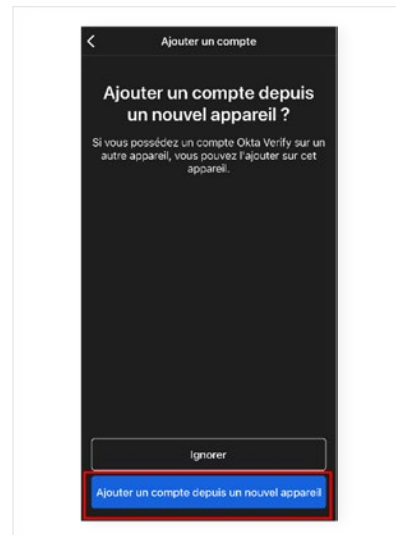 Ajouter un compte
Ajouter un compte depuis
un nouvel appareil ?
Si vous possédez un compte Okta Verify sur un
autre appareil, vous pouvez l'ajouter sur cet
appareil.
Ignorer
Ajouter un compte depuis un nouvel appareil